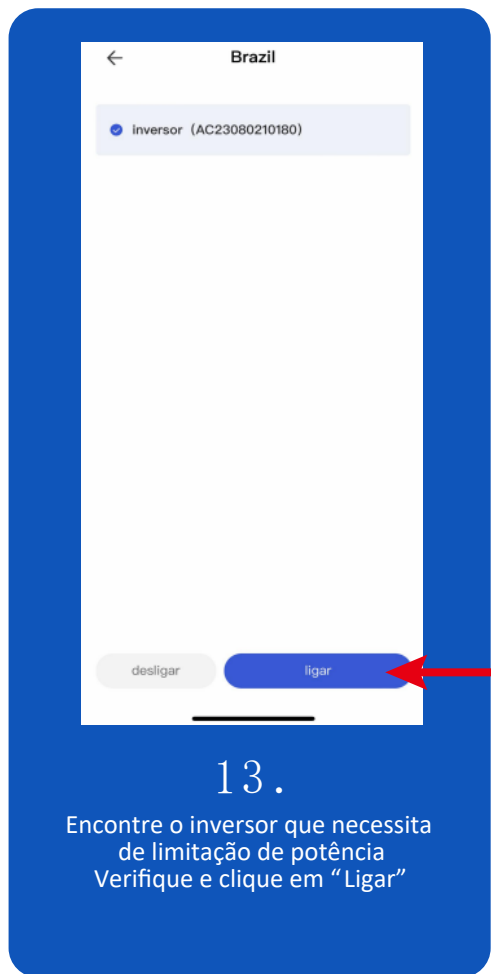 Brazil
inversor（AC23080210180）
desligar
ligar
13.
Encontre o inversor que necessita
de limitação de potência
Verifique e clique em “Ligar”